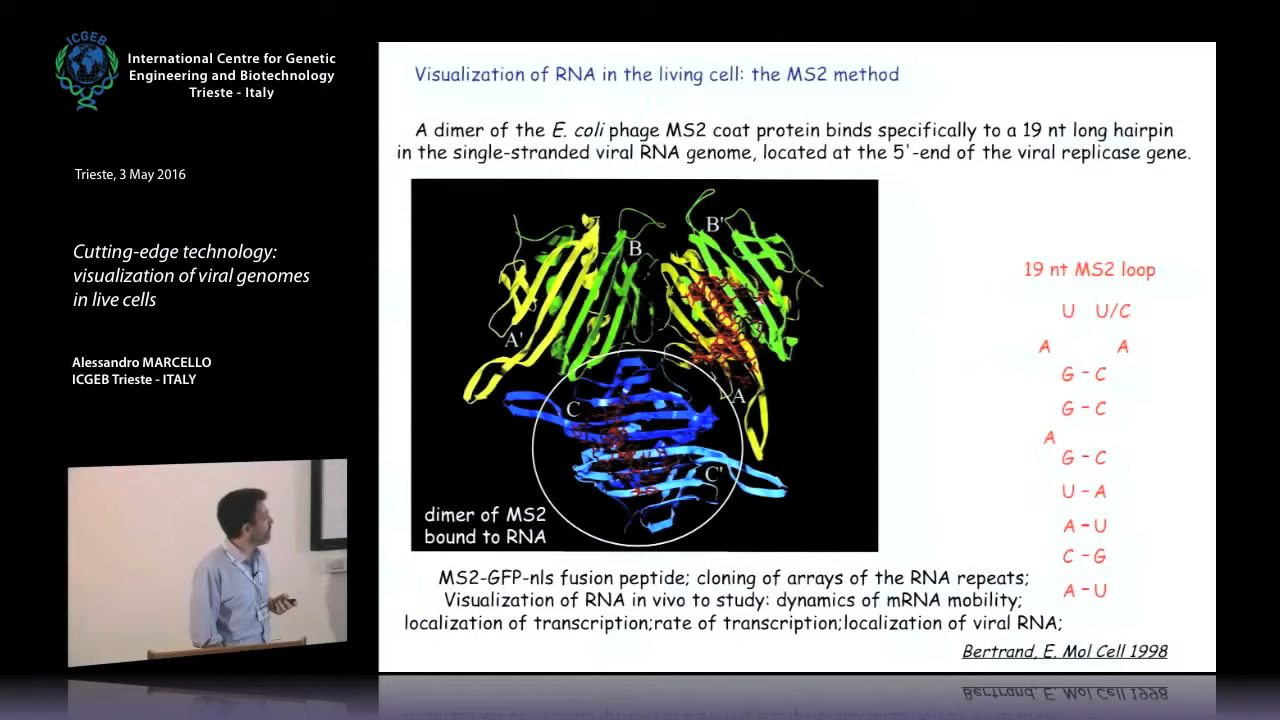 ICGEB
International Centre for Genetic
Engineering and Biotechnology
Trieste - Italy
Trieste, 3 May 2016
Cutting-edge technology:
visualization of viral genomes
in live cells
Alessandro MARCELLO
ICGEB Trieste - ITALY
Visualization of RNA in the living cell: the MS2 method
A dimer of the E. coli phage MS2 coat protein binds specifically to a 19 nt long hairpin
in the single-stranded viral RNA genome, located at the 5'-end of the viral replicase gene.
B B'
A'
A
C
C'
dimer of MS2
bound to RNA
19 nt MS2 loop
U U/C
A A
G - C
G - C
A
G - C
U - A
A - U
C - G
A - U
MS2-GFP-nls fusion peptide; cloning of arrays of the RNA repeats;
Visualization of RNA in vivo to study: dynamics of mRNA mobility;
localization of transcription;rate of transcription;localization of viral RNA;
Bertrand, E. Mol Cell 1998